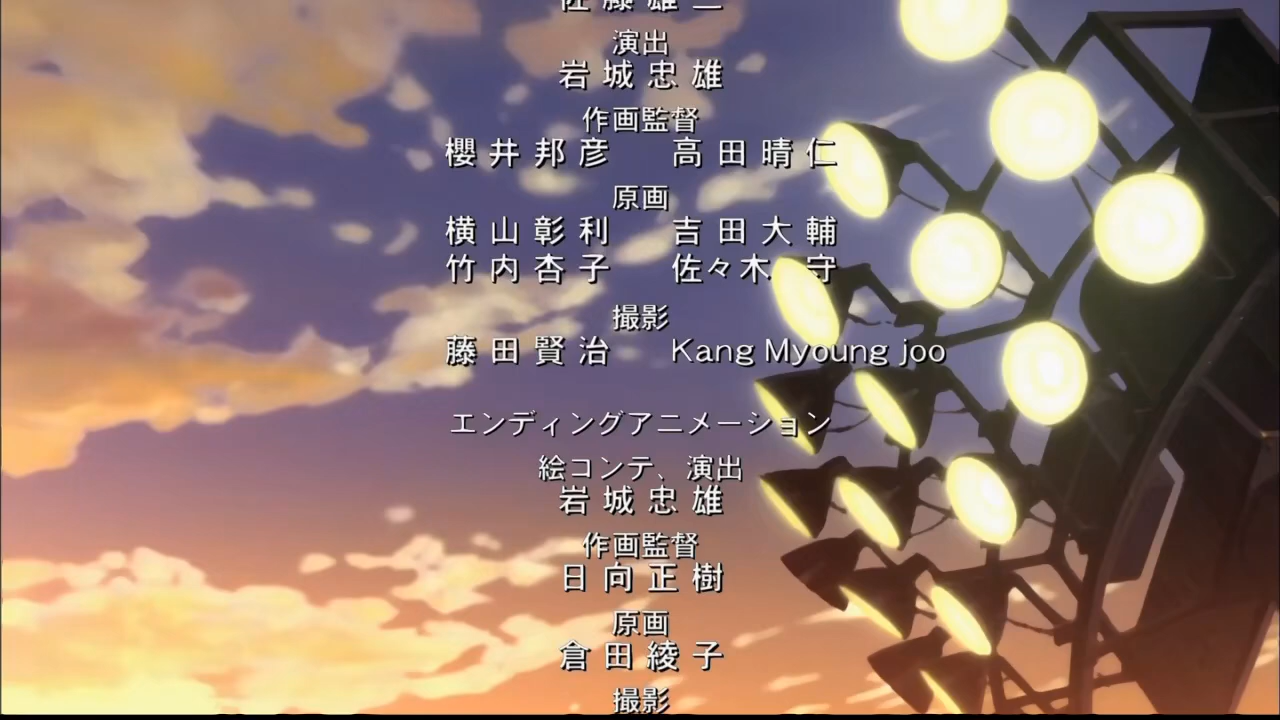 佐藤雄三
演出
岩城忠雄
作画監督
櫻井邦彦　高田晴仁
原画
横山彰利　吉田大輔
竹内杏子　佐々木 守
撮影
藤田賢治　Kang Myoung joo
エンディングアニメーション
絵コンテ、演出
岩城忠雄
作画監督
日向正樹
原画
倉田綾子
撮影